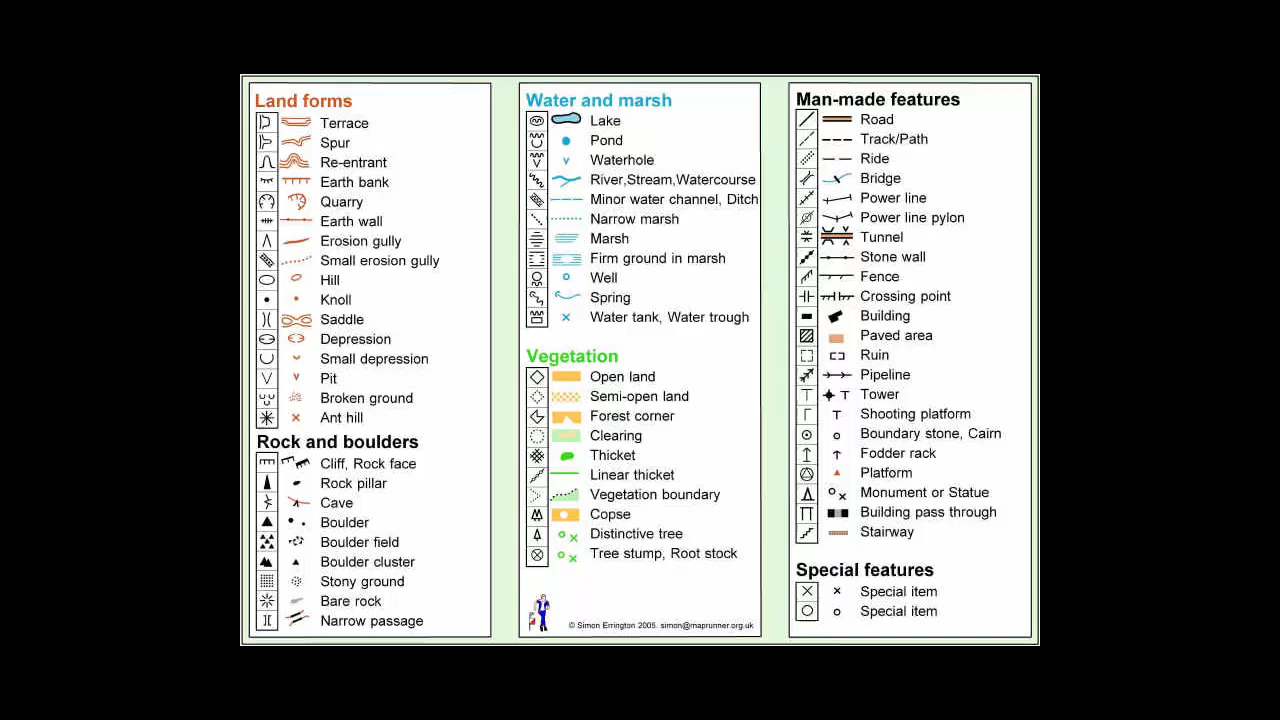 Land forms
Terrace
Spur
Re-entrant
Earth bank
Quarry
Earth wall
Erosion gully
Small erosion gully
Hill
Knoll
Saddle
Depression
Small depression
Pit
Broken ground
Ant hill
Rock and boulders
Cliff, Rock face
Rock pillar
Cave
Boulder
Boulder field
Boulder cluster
Stony ground
Bare rock
Narrow passage
Water and marsh
Lake
Pond
Waterhole
River,Stream,Watercourse
Minor water channel, Ditch
Narrow marsh
Marsh
Firm ground in marsh
Well
Spring
Water tank, Water trough
Vegetation
Open land
Semi-open land
Forest corner
Clearing
Thicket
Linear thicket
Vegetation boundary
Copse
Distinctive tree
Tree stump, Root stock
© Simon Errington 2005. simon@maprunner.org.uk
Man-made features
Road
Track/Path
Ride
Bridge
Power line
Power line pylon
Tunnel
Stone wall
Fence
Crossing point
Building
Paved area
Ruin
Pipeline
Tower
Shooting platform
Boundary stone, Cairn
Fodder rack
Platform
Monument or Statue
Building pass through
Stairway
Special features
Special item
Special item